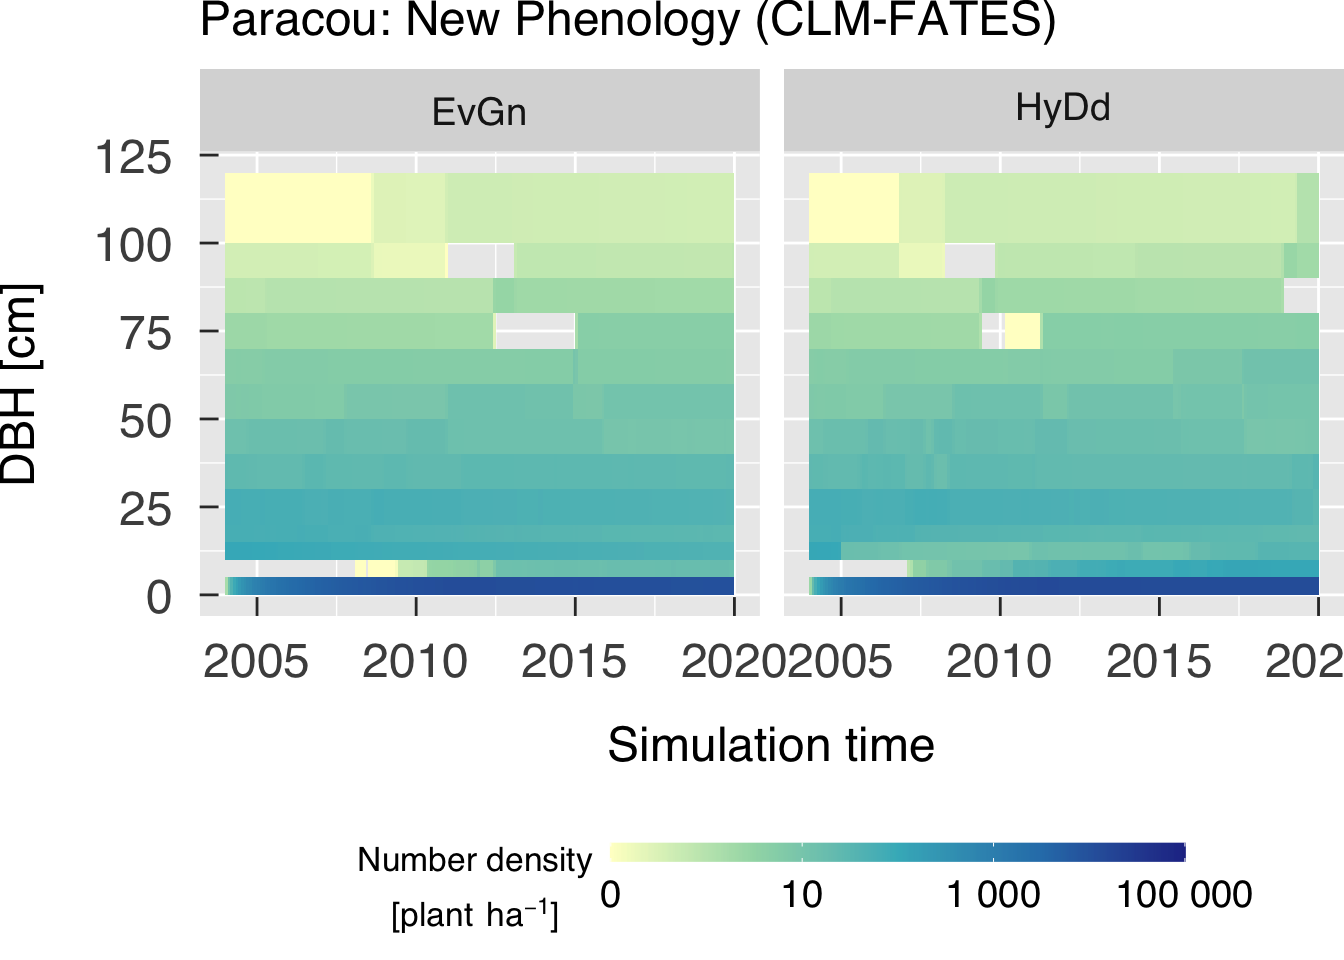 Paracou: New Phenology (CLM-FATES)
EvGn
HyDd
125
100
75
50
25
0
DBH [cm]
2005 2010 2015 2020 2005 2010 2015 202
Simulation time
Number density
[plant ha⁻¹]
0 10 1 000 100 000